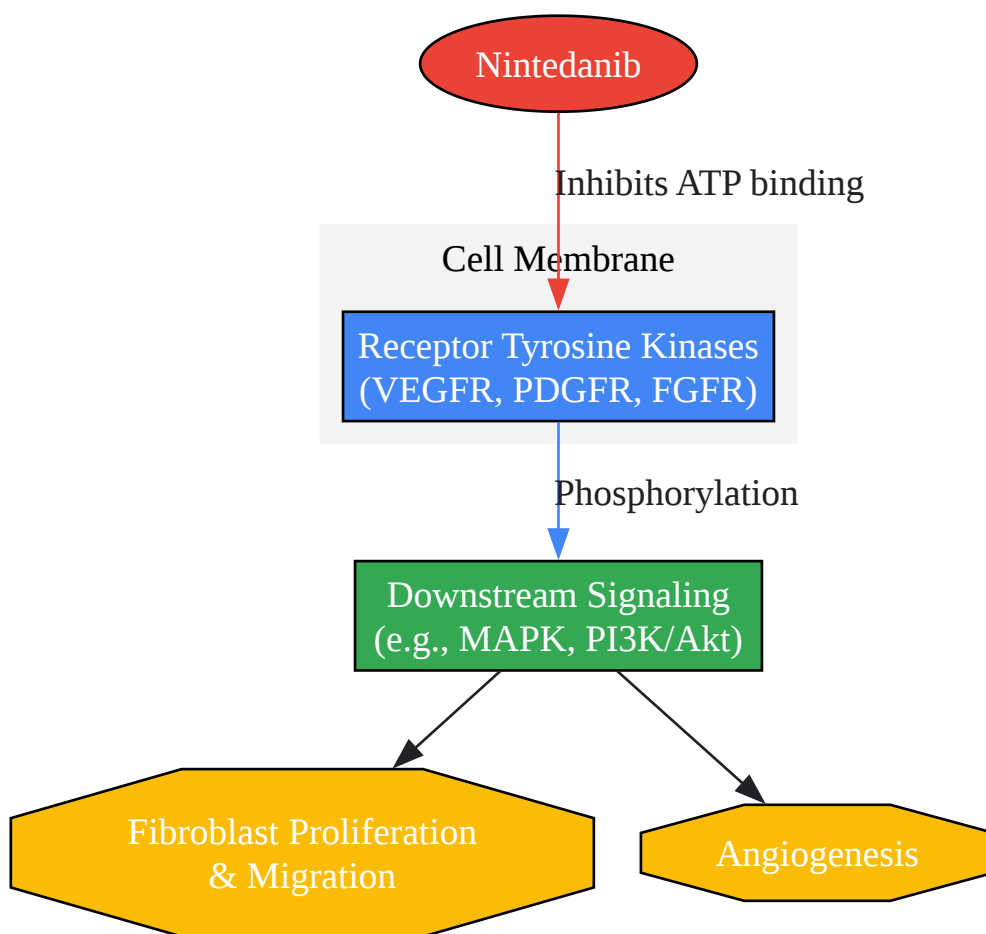 Nintedanib
Inhibits ATP binding
Cell Membrane
Receptor Tyrosine Kinases
(VEGFR, PDGFR, FGFR)
Phosphorylation
Downstream Signaling
(e.g., MAPK, PI3K/Akt)
Fibroblast Proliferation
& Migration
Angiogenesis